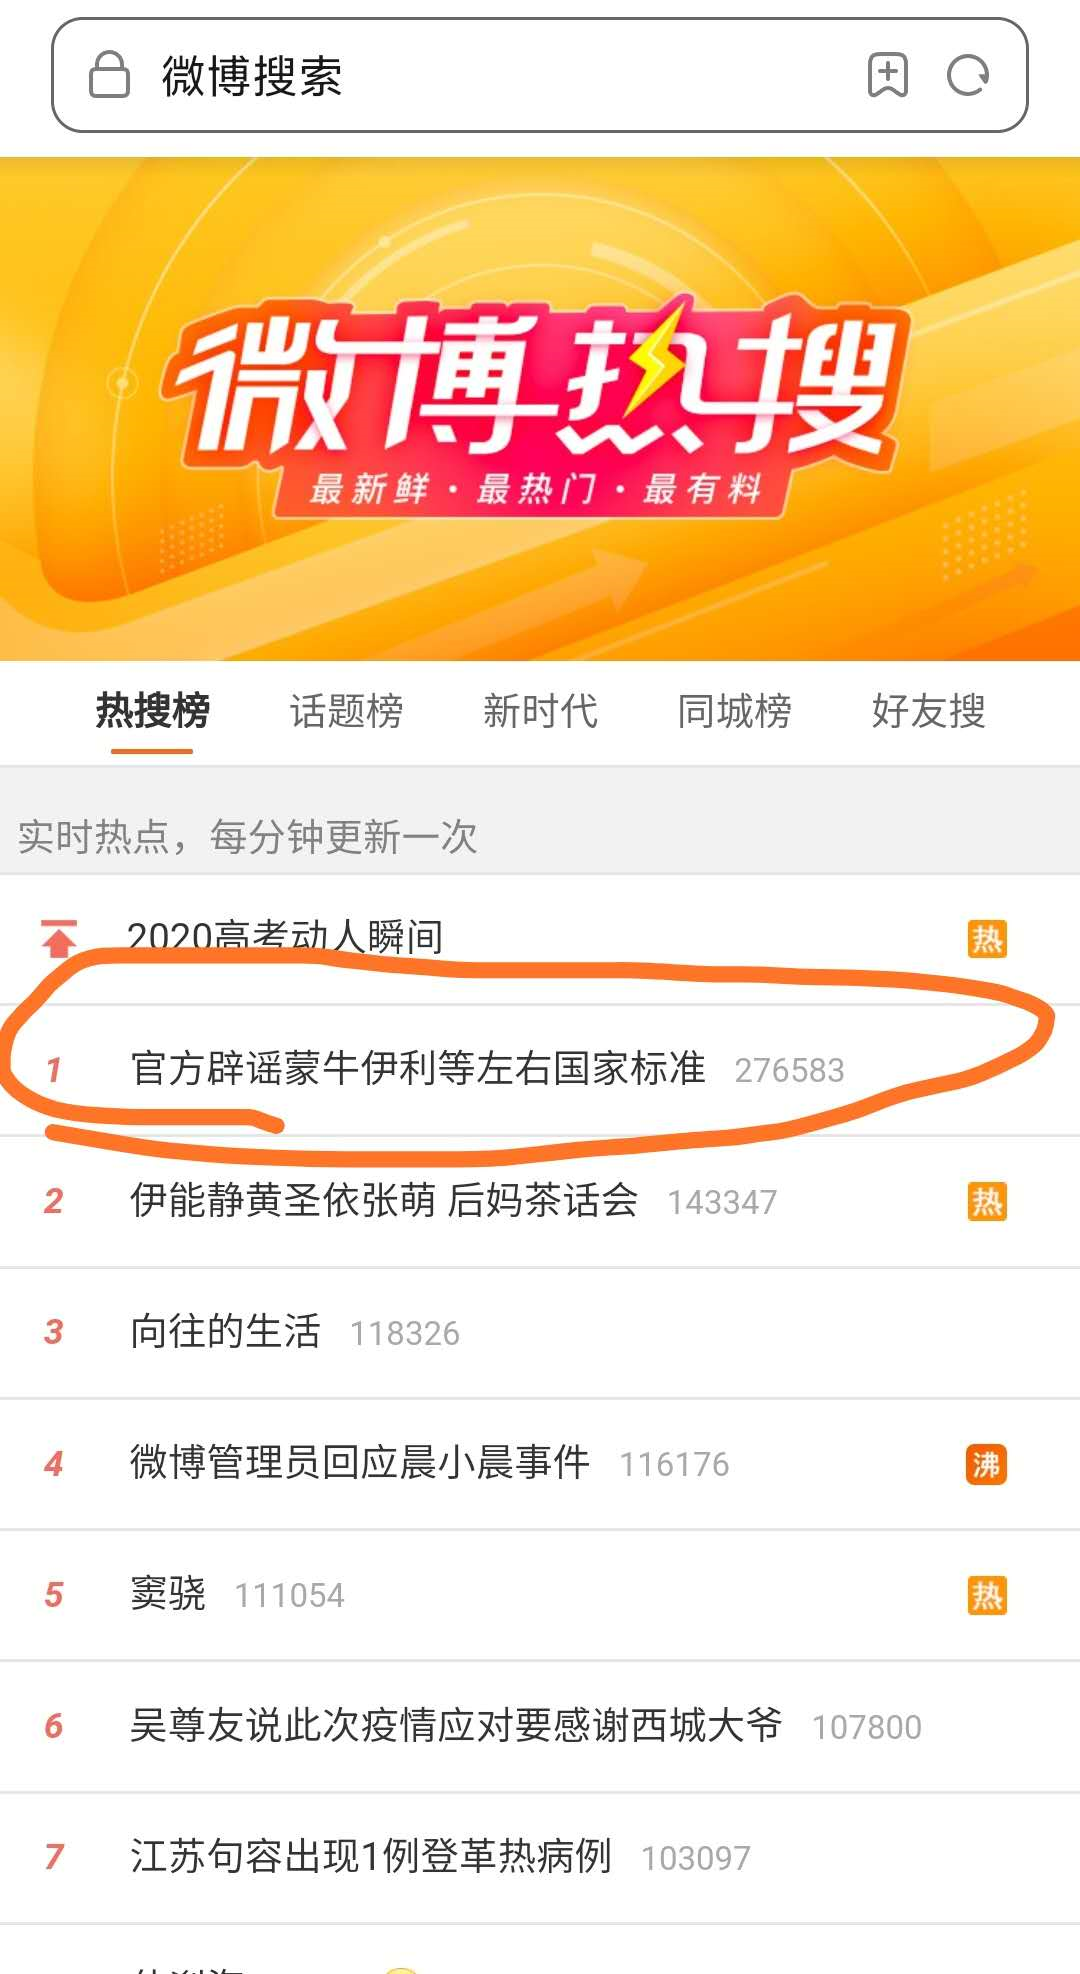 微博搜索
微博热搜
最新鲜·最热门·最有料
热搜榜 话题榜 新时代 同城榜 好友搜
实时热点，每分钟更新一次
2020高考动人瞬间 热
1 官方辟谣蒙牛伊利等左右国家标准 276583
2 伊能静黄圣依张萌 后妈茶话会 143347 热
3 向往的生活 118326
4 微博管理员回应晨小晨事件 116176 沸
5 窦骁 111054 热
6 吴尊友说此次疫情应对要感谢西城大爷 107800
7 江苏句容出现1例登革热病例 103097